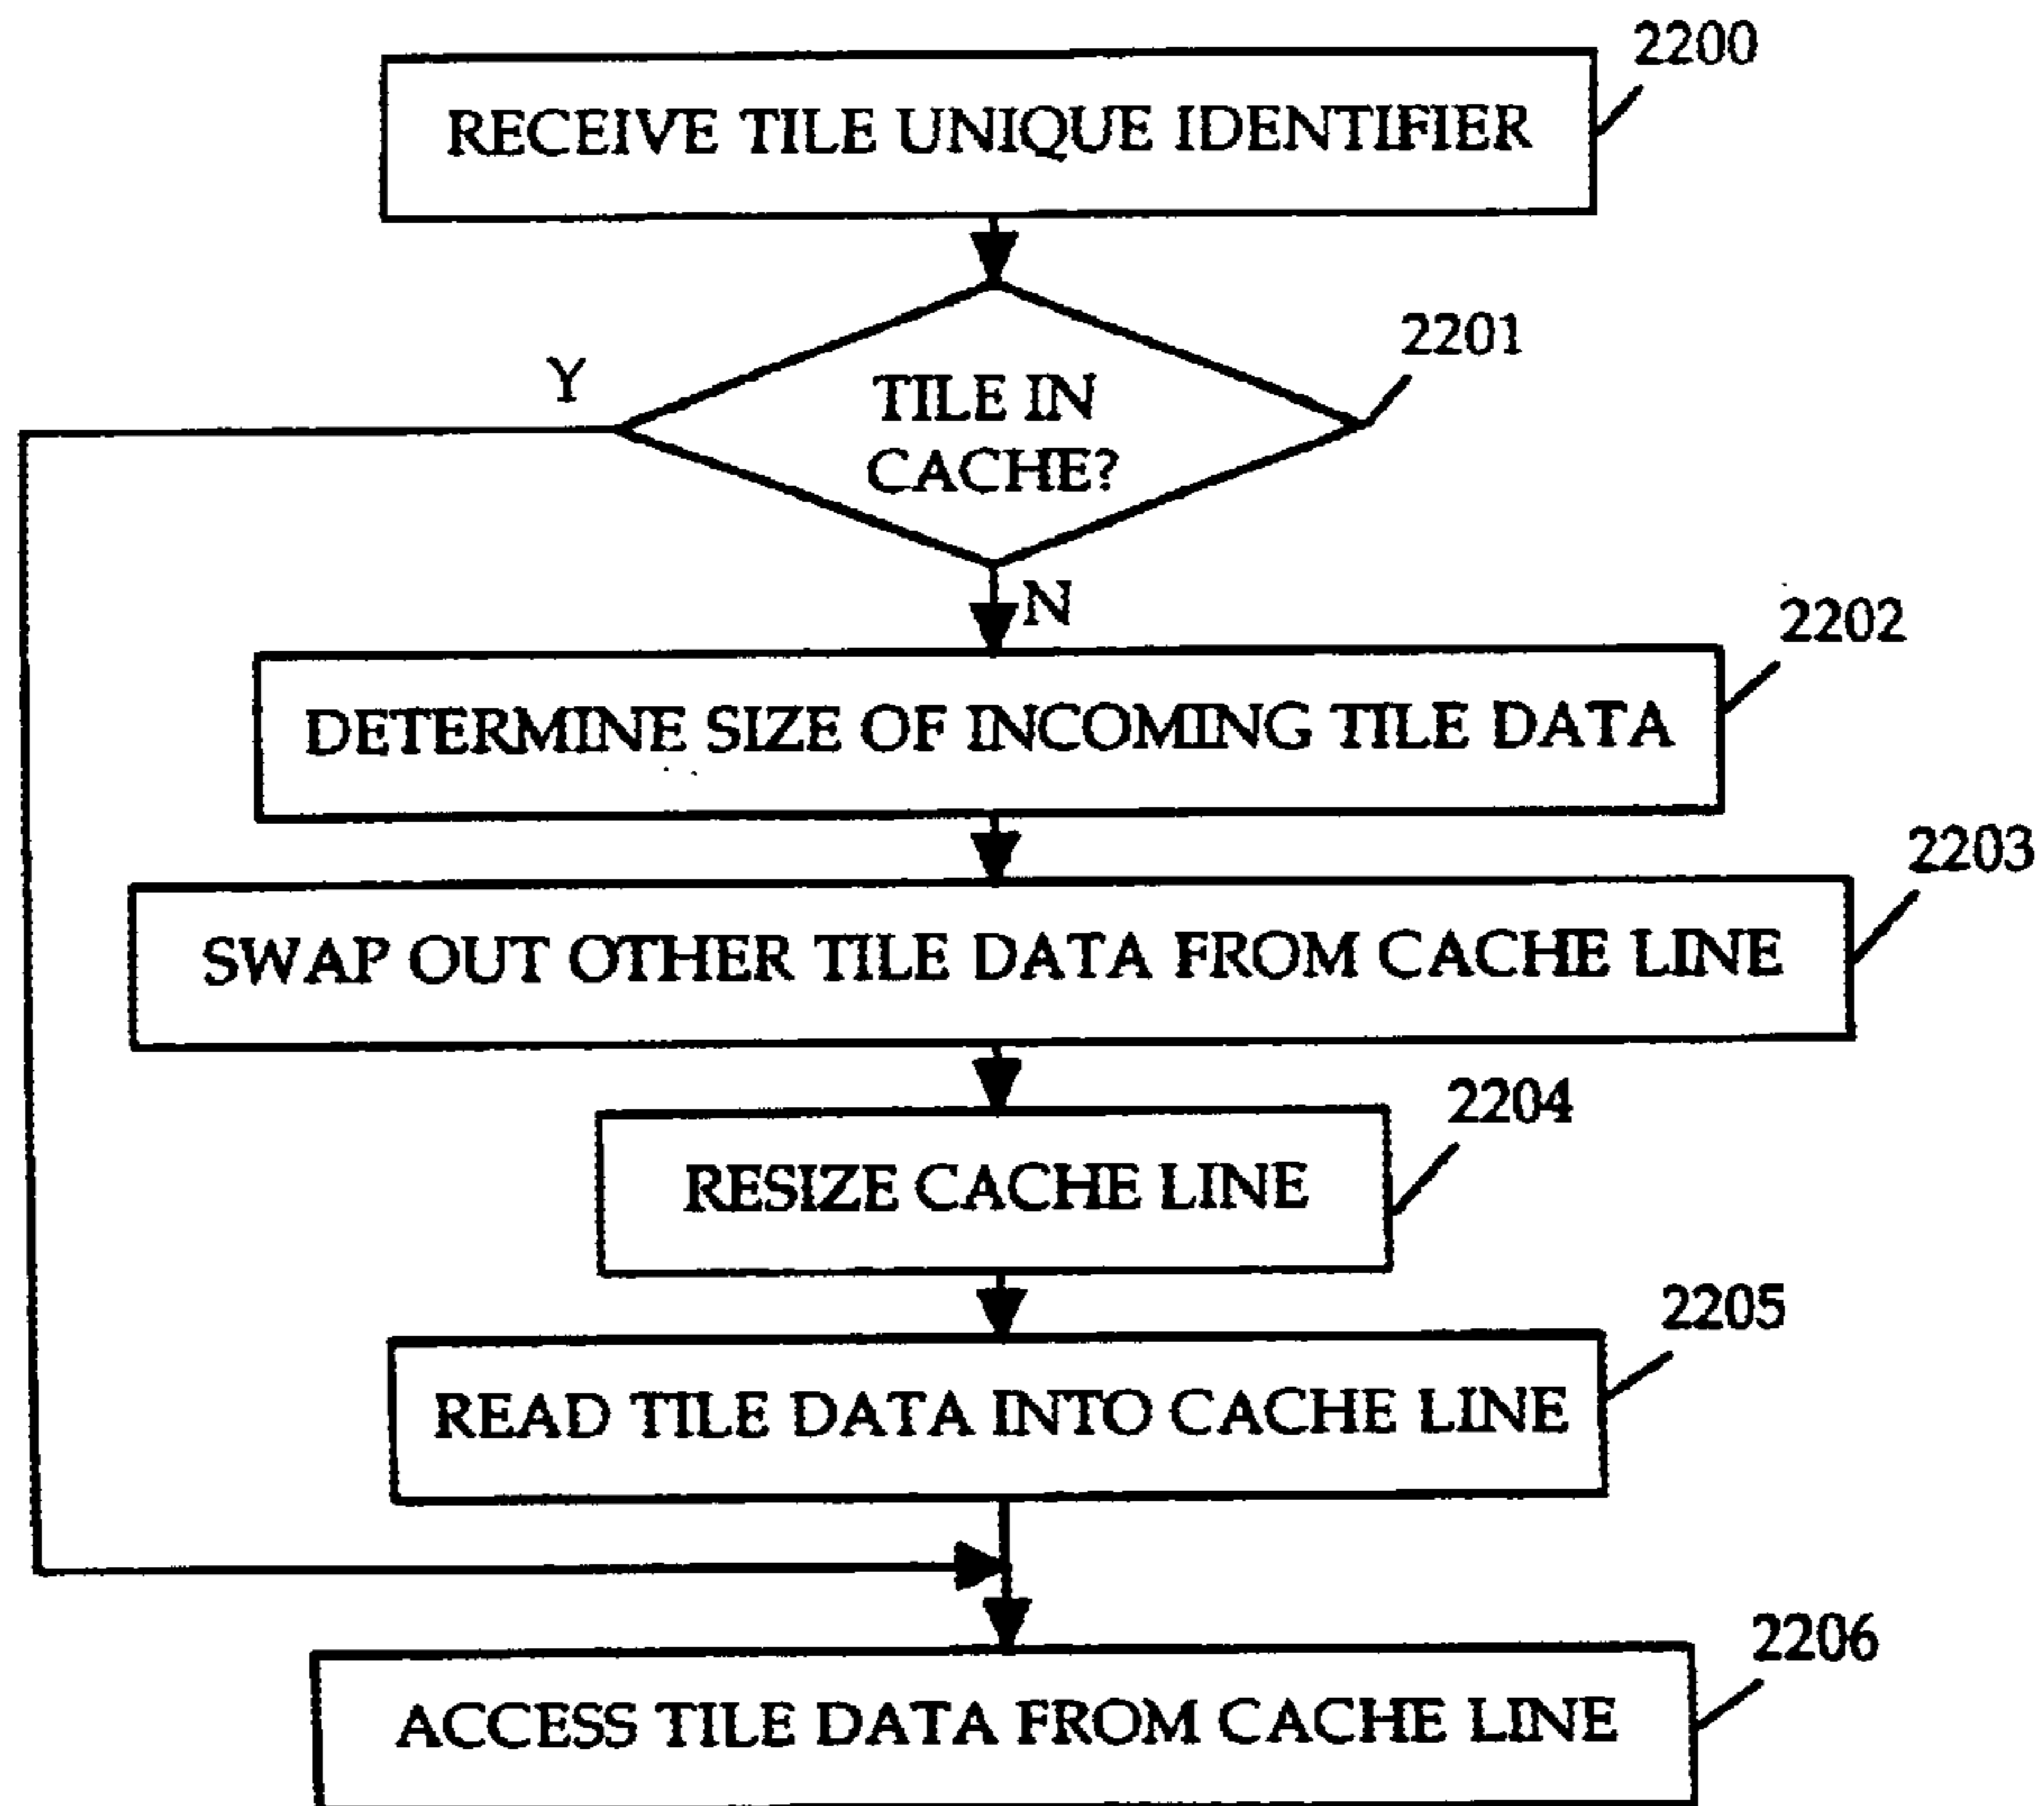 2200
RECEIVE TILE UNIQUE IDENTIFIER
2201
Y
TILE IN
CACHE?
N
2202
DETERMINE SIZE OF INCOMING TILE DATA
2203
SWAP OUT OTHER TILE DATA FROM CACHE LINE
2204
RESIZE CACHE LINE
2205
READ TILE DATA INTO CACHE LINE
2206
ACCESS TILE DATA FROM CACHE LINE